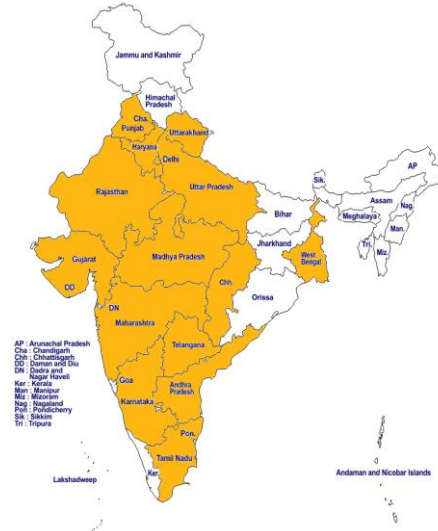 Jammu and Kashmir
Himachal
Pradesh
Cha.
Punjab
Uttarakhand
Haryana
Delhi
Rajasthan
Uttar Pradesh
Sik.
AP
Assam
Nag.
Bihar
Meghalaya
Man.
Jharkhand
Tri.
Miz.
West
Bengal
Gujarat
Madhya Pradesh
Chh.
DD
Orissa
DN
Maharashtra
Telangana
AP : Arunachal Pradesh
Cha : Chandigarh
Chh : Chhattisgarh
DD : Daman and Diu
DN : Dadra and
Nagar Haveli
Ker : Kerala
Man : Manipur
Miz : Mizoram
Nag : Nagaland
Pon : Pondicherry
Sik : Sikkim
Tri : Tripura
Goa
Karnataka
Andhra
Pradesh
Pon.
Tamil Nadu
Ker.
Lakshadweep
Andaman and Nicobar Islands